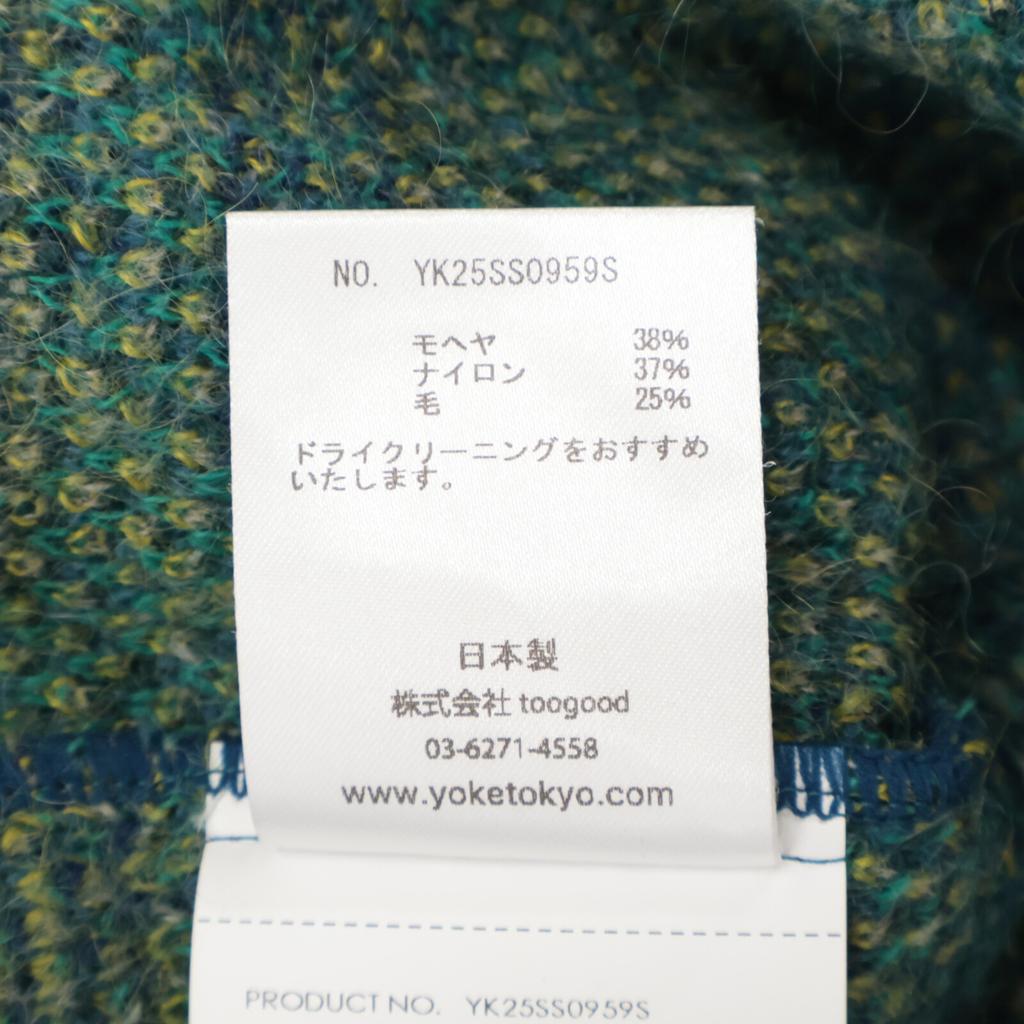 NO. YK25SS0959S
モヘヤ 38%
ナイロン 37%
毛 25%
ドライクリーニングをおすすめ
いたします。
日本製
株式会社 toogood
03-6271-4558
www.yoketokyo.com
PRODUCT NO. YK25SS0959S